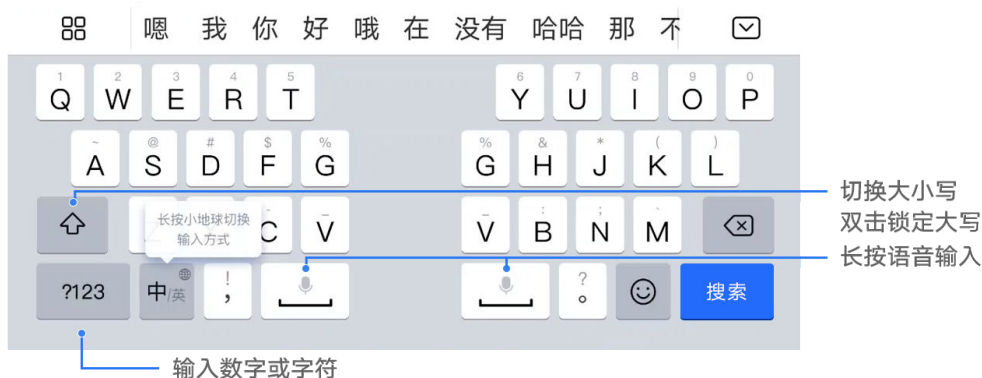 嗯 我 你 好 哦 在 没有 哈哈 那 不
1 2 3 4 5 6 7 8 9 0
Q W E R T Y U I O P
~ @ # $ % % & * ( )
A S D F G G H J K L
切换大小写
双击锁定大写
- _ _ : ; 、
C V V B N M
长按小地球切换
输入方式
长按语音输入
! ?
?123 中/英 , 。 搜索
输入数字或字符